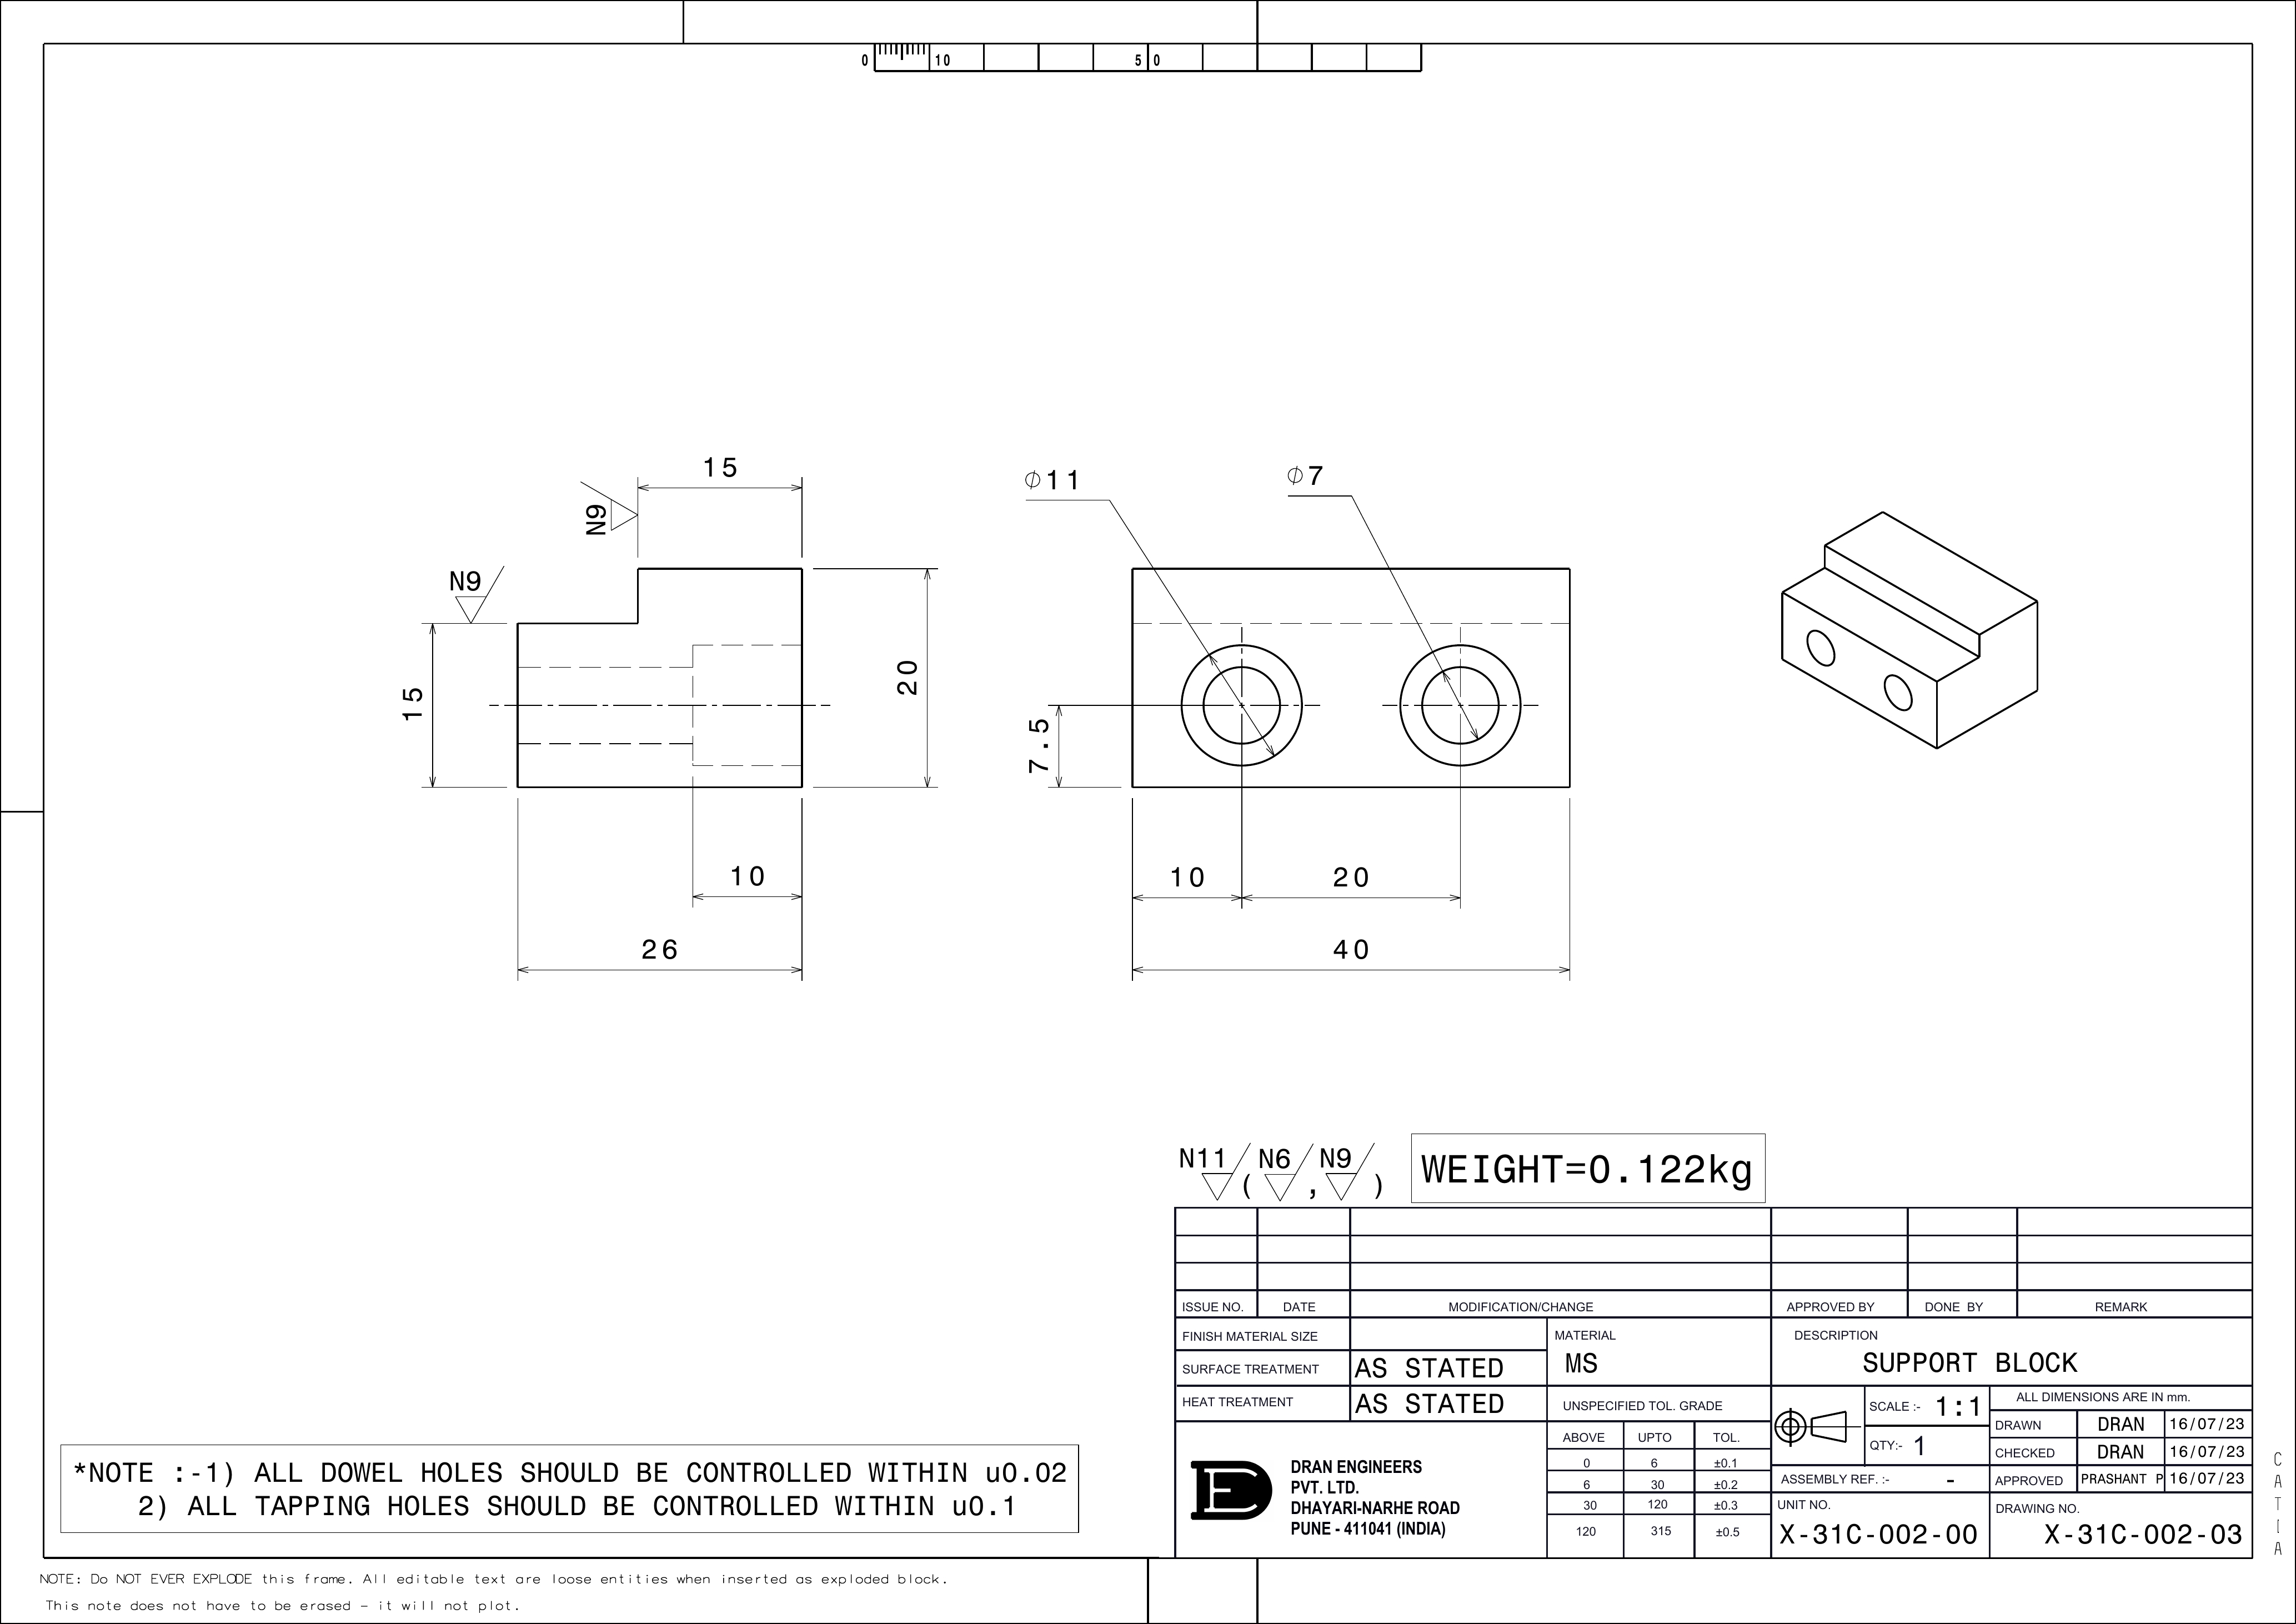 0 10 50
15
N9
N9
15
20
10
26
⌀11
⌀7
7.5
10 20
40
N11 ( N6 , N9 )
WEIGHT=0.122kg
ISSUE NO. DATE MODIFICATION/CHANGE APPROVED BY DONE BY REMARK
FINISH MATERIAL SIZE
SURFACE TREATMENT AS STATED
HEAT TREATMENT AS STATED
MATERIAL
MS
DESCRIPTION
SUPPORT BLOCK
UNSPECIFIED TOL. GRADE
ABOVE UPTO TOL.
0 6 ±0.1
6 30 ±0.2
30 120 ±0.3
120 315 ±0.5
SCALE :- 1:1
QTY:- 1
ALL DIMENSIONS ARE IN mm.
DRAWN DRAN 16/07/23
CHECKED DRAN 16/07/23
APPROVED PRASHANT P 16/07/23
ASSEMBLY REF. :- -
UNIT NO.
X-31C-002-00
DRAWING NO.
X-31C-002-03
DE
DRAN ENGINEERS
PVT. LTD.
DHAYARI-NARHE ROAD
PUNE - 411041 (INDIA)
*NOTE :-1) ALL DOWEL HOLES SHOULD BE CONTROLLED WITHIN u0.02
2) ALL TAPPING HOLES SHOULD BE CONTROLLED WITHIN u0.1
CATIA
NOTE: Do NOT EVER EXPLODE this frame. All editable text are loose entities when inserted as exploded block.
This note does not have to be erased - it will not plot.